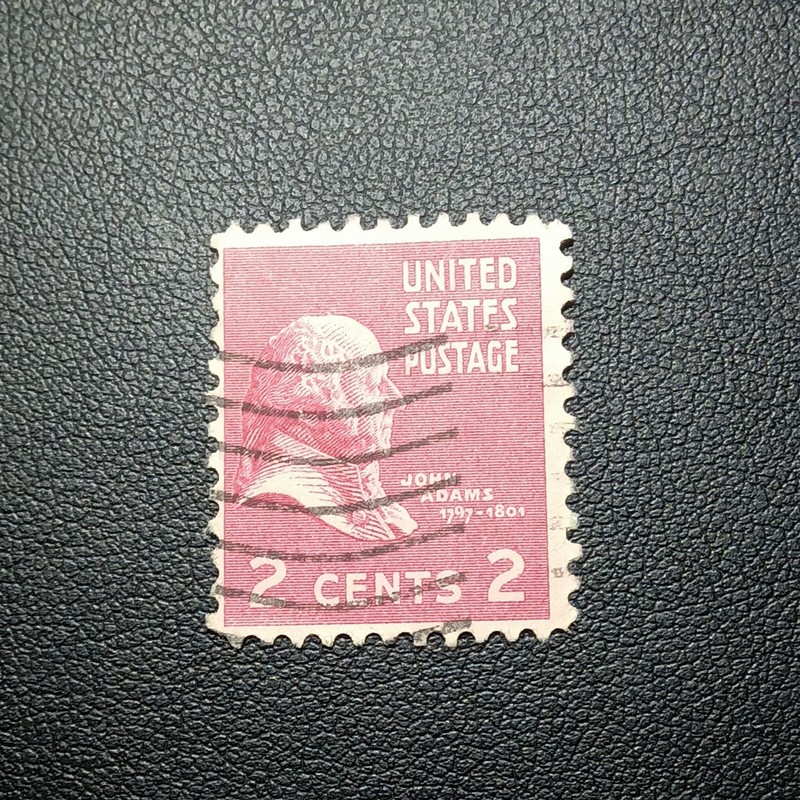 UNITED
STATES
POSTAGE
JOHN
ADAMS
1797-1801
2 CENTS 2